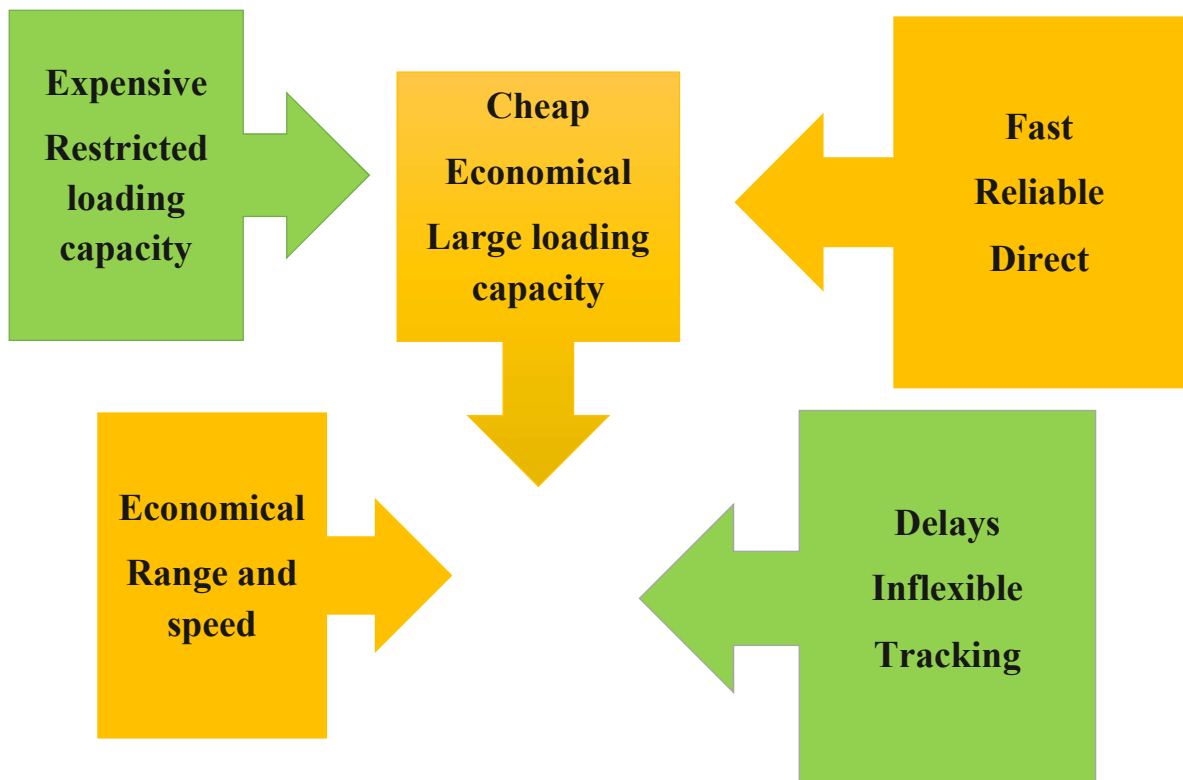 Expensive
Restricted
loading
capacity
Cheap
Economical
Large loading
capacity
Fast
Reliable
Direct
Economical
Range and
speed
Delays
Inflexible
Tracking